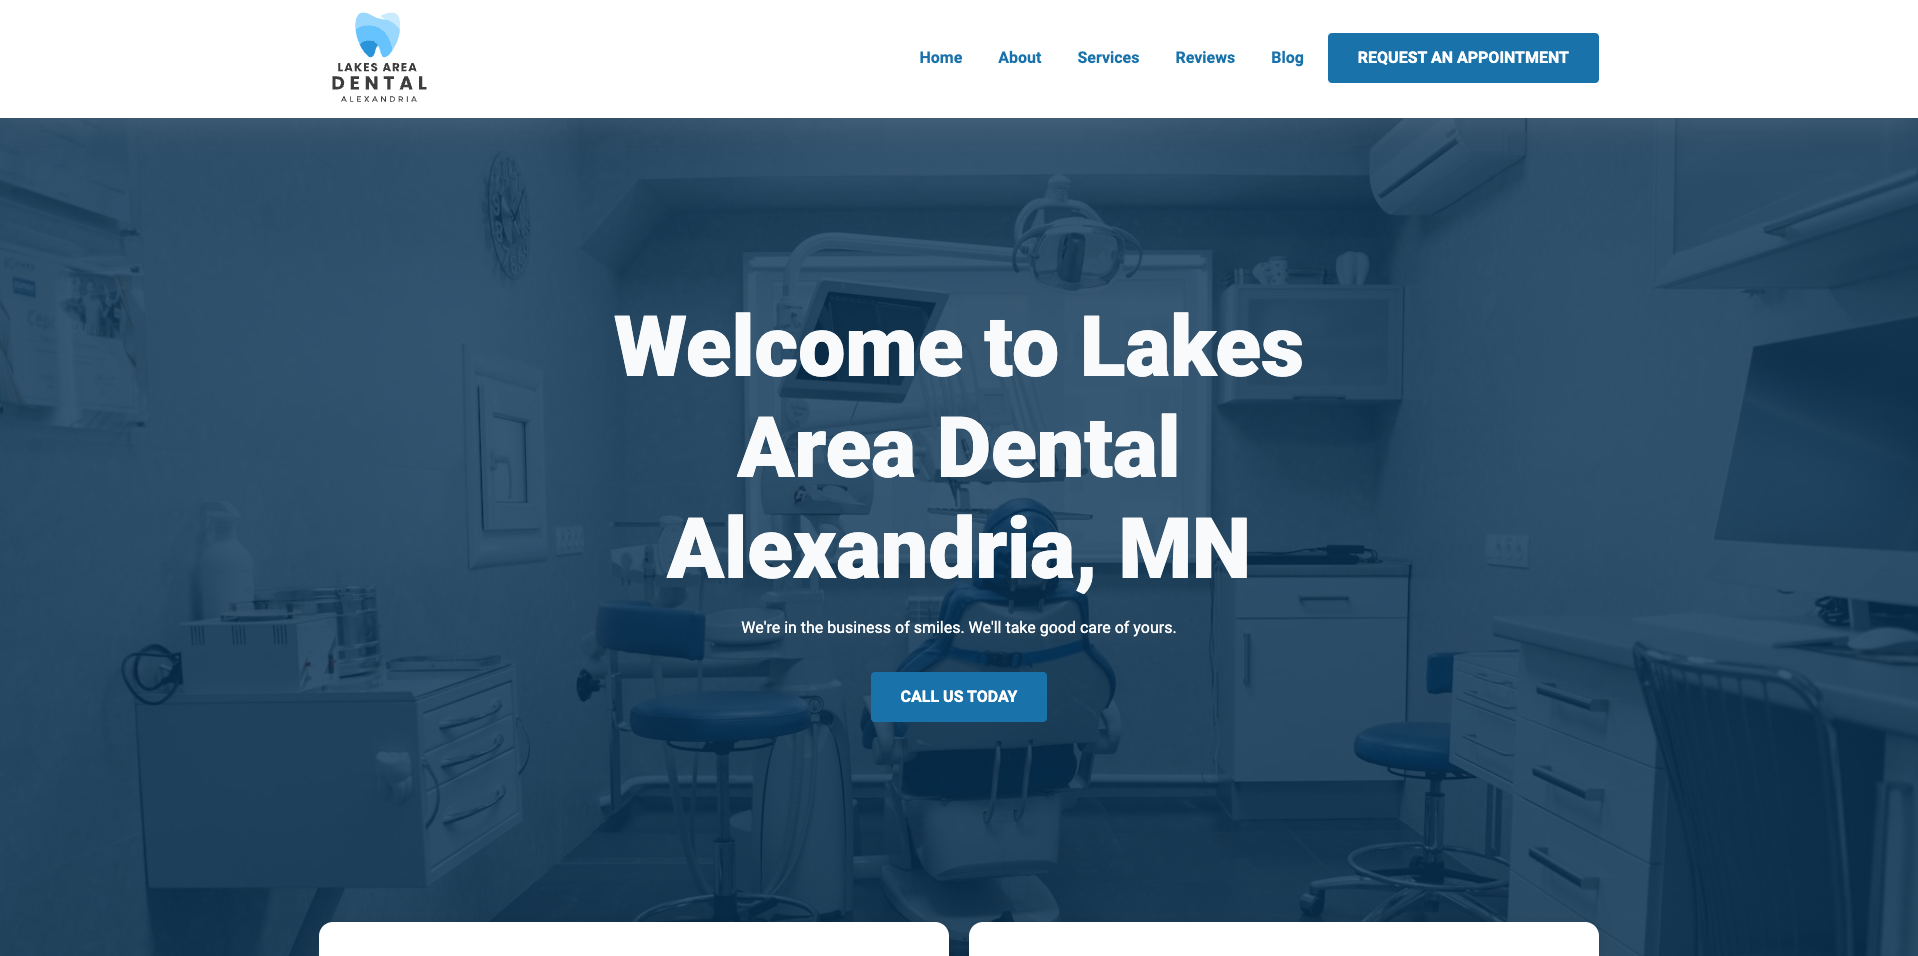 LAKES AREA
DENTAL
ALEXANDRIA
Home
About
Services
Reviews
Blog
REQUEST AN APPOINTMENT
Welcome to Lakes
Area Dental
Alexandria, MN
We're in the business of smiles. We'll take good care of yours.
CALL US TODAY